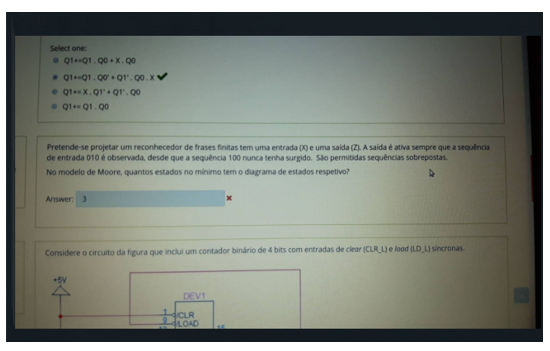 Select one:
Q1+=Q1 . Q0 + X . Q0
Q1+=Q1 . Q0' + Q1' . Q0 . X
Q1+= X . Q1' + Q1' . Q0
Q1+= Q1 . Q0
Pretende-se projetar um reconhecedor de frases finitas tem uma entrada (X) e uma saída (Z). A saída é ativa sempre que a sequência
de entrada 010 é observada, desde que a sequência 100 nunca tenha surgido. São permitidas sequências sobrepostas.
No modelo de Moore, quantos estados no mínimo tem o diagrama de estados respetivo?
Answer: 3
Considere o circuito da figura que inclui um contador binário de 4 bits com entradas de clear (CLR_L) e load (LD_L) síncronas.
+5V
DEV1
1 CLR
9 LOAD
15